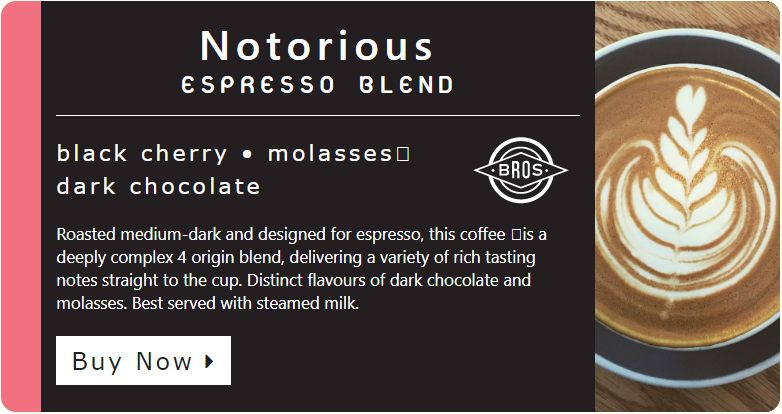 Notorious
ESPRESSO BLEND
black cherry • molasses□
dark chocolate
BROS
Roasted medium-dark and designed for espresso, this coffee □is a
deeply complex 4 origin blend, delivering a variety of rich tasting
notes straight to the cup. Distinct flavours of dark chocolate and
molasses. Best served with steamed milk.
Buy Now